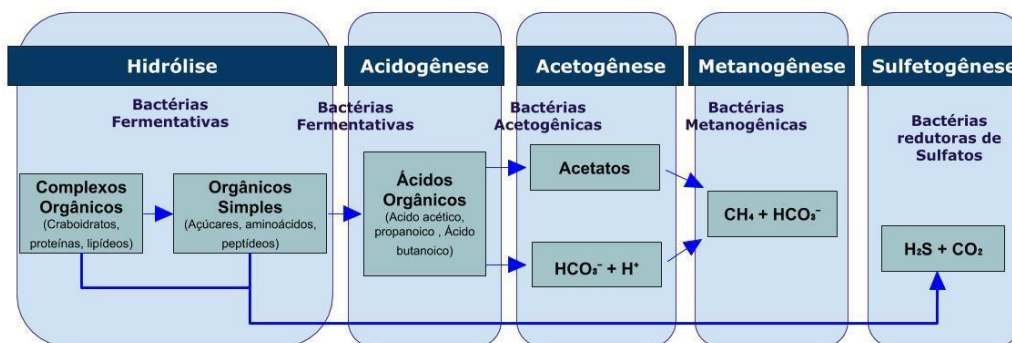 Hidrólise
Acidogênese
Acetogênese
Metanogênese
Sulfetogênese
Bactérias
Fermentativas
Bactérias
Fermentativas
Bactérias
Acetogênicas
Bactérias
Metanogênicas
Bactérias
redutoras de
Sulfatos
Complexos
Orgânicos
(Craboidratos,
proteínas, lipídeos)
Orgânicos
Simples
(Açúcares, aminoácidos,
peptídeos)
Ácidos
Orgânicos
(Acido acético,
propanoico , Ácido
butanoico)
Acetatos
HCO₃⁻ + H⁺
CH₄ + HCO₃⁻
H₂S + CO₂